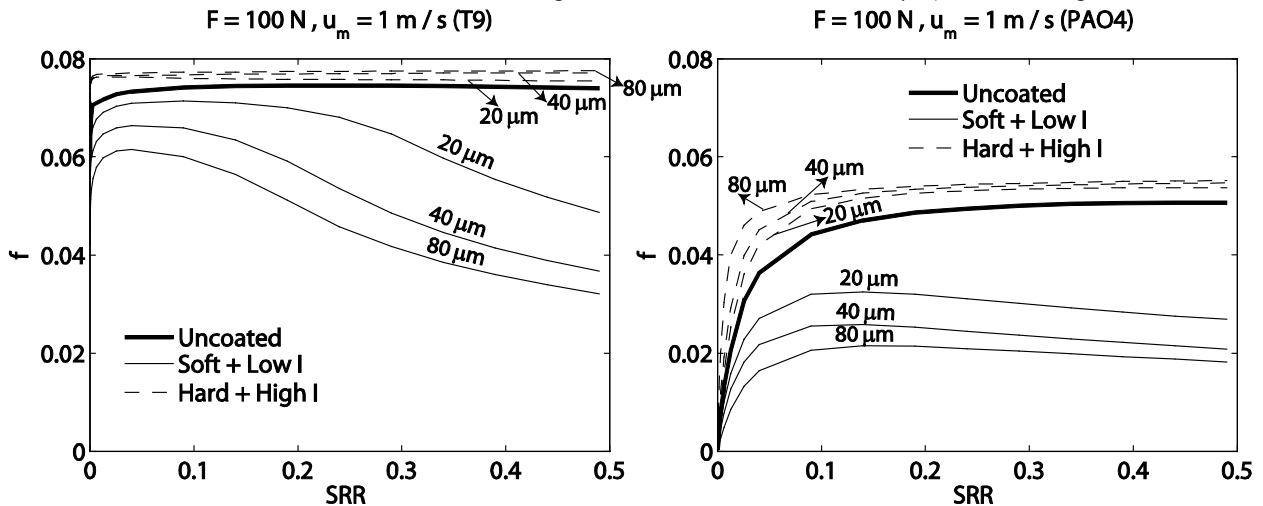 F = 100 N , u_m = 1 m / s (T9)
0.08
0.06
0.04
0.02
0
f
80 μm
40 μm
20 μm
20 μm
40 μm
80 μm
Uncoated
Soft + Low I
Hard + High I
0 0.1 0.2 0.3 0.4 0.5
SRR
F = 100 N , u_m = 1 m / s (PAO4)
0.08
0.06
0.04
0.02
0
f
Uncoated
Soft + Low I
Hard + High I
40 μm
80 μm
20 μm
20 μm
40 μm
80 μm
0 0.1 0.2 0.3 0.4 0.5
SRR